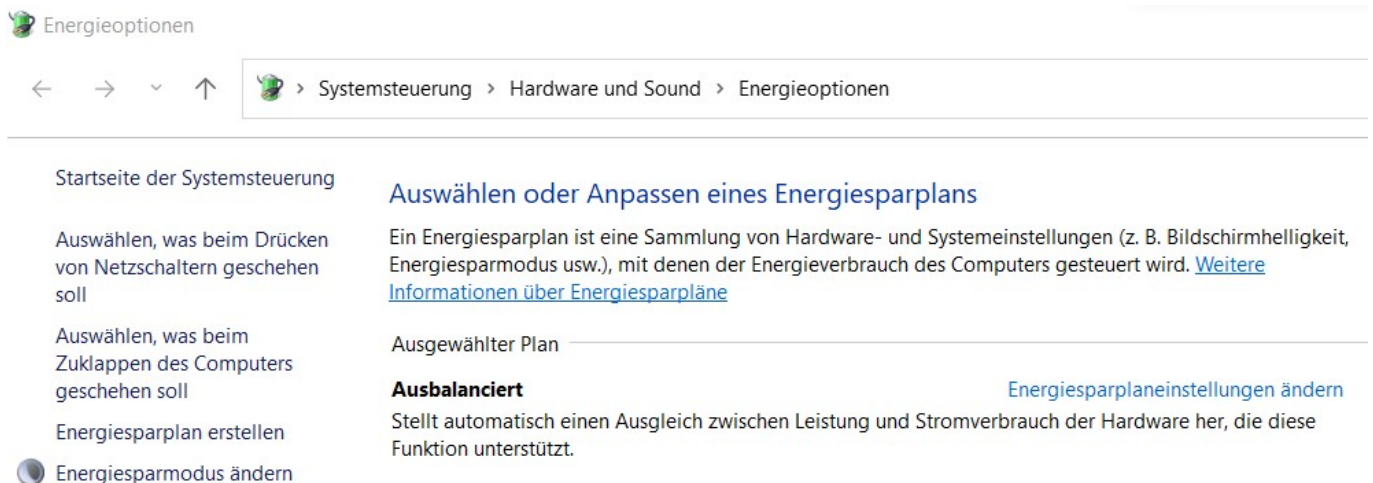 Energieoptionen
Systemsteuerung > Hardware und Sound > Energieoptionen
Startseite der Systemsteuerung
Auswählen, was beim Drücken
von Netzschaltern geschehen
soll
Auswählen, was beim
Zuklappen des Computers
geschehen soll
Energiesparplan erstellen
Energiesparmodus ändern
Auswählen oder Anpassen eines Energiesparplans
Ein Energiesparplan ist eine Sammlung von Hardware- und Systemeinstellungen (z. B. Bildschirmhelligkeit,
Energiesparmodus usw.), mit denen der Energieverbrauch des Computers gesteuert wird. Weitere
Informationen über Energiesparpläne
Ausgewählter Plan
Ausbalanciert Energiesparplaneinstellungen ändern
Stellt automatisch einen Ausgleich zwischen Leistung und Stromverbrauch der Hardware her, die diese
Funktion unterstützt.